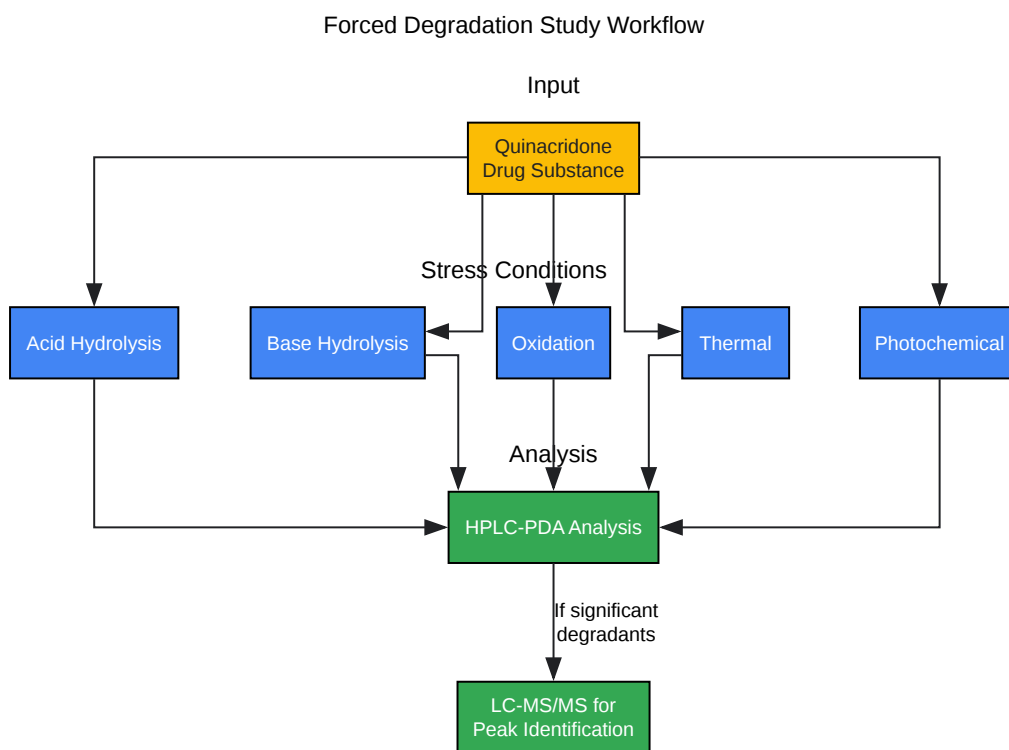 Forced Degradation Study Workflow
Input
Quinacridone
Drug Substance
Stress Conditions
Acid Hydrolysis
Base Hydrolysis
Oxidation
Thermal
Photochemical
Analysis
HPLC-PDA Analysis
If significant
degradants
LC-MS/MS for
Peak Identification